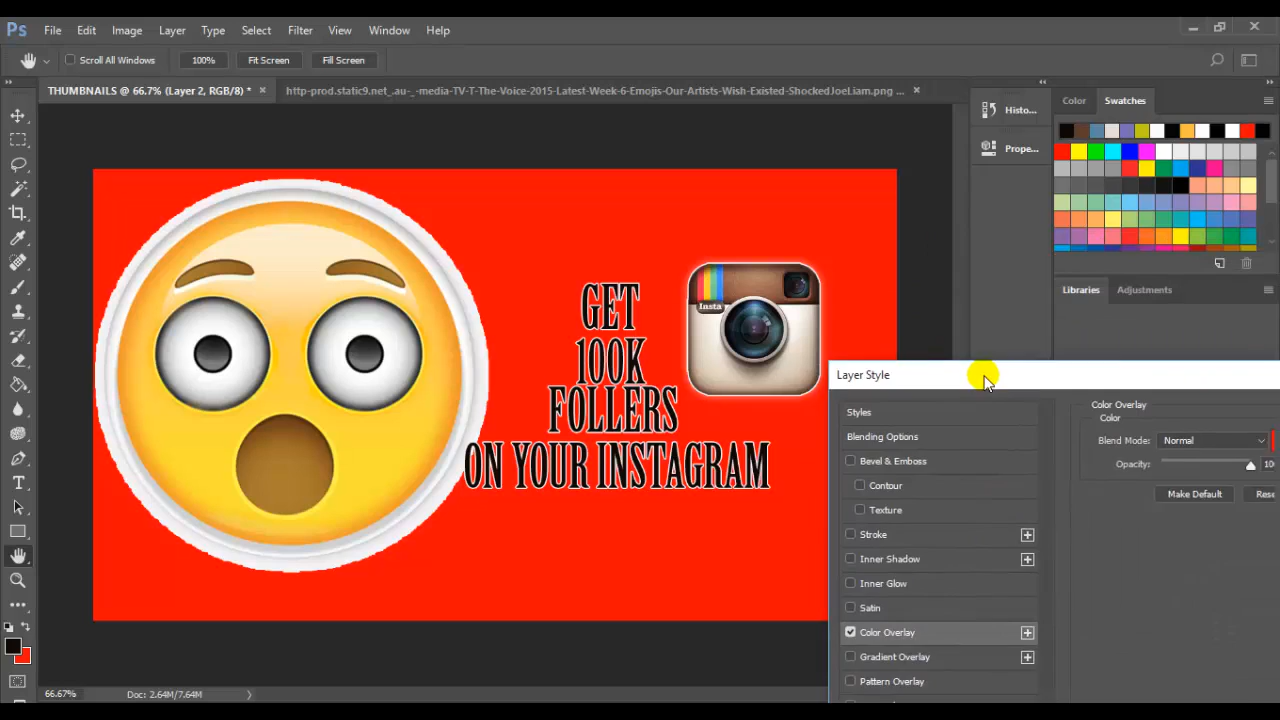 Ps File Edit Image Layer Type Select Filter View Window Help
Scroll All Windows 100% Fit Screen Fill Screen
THUMBNAILS @ 66.7% (Layer 2, RGB/8) * × http-prod.static9.net_.au-_-media-TV-T-The-Voice-2015-Latest-Week-6-Emojis-Our-Artists-Wish-Existed-ShockedJoeLiam.png ... ×
Histo...
Prope...
Color Swatches
Libraries Adjustments
Insta
GET
100K
FOLLERS
ON YOUR INSTAGRAM
Layer Style
Styles
Blending Options
Bevel & Emboss
Contour
Texture
Stroke
Inner Shadow
Inner Glow
Satin
Color Overlay
Gradient Overlay
Pattern Overlay
Color Overlay
Color
Blend Mode: Normal
Opacity: 10
Make Default Rese
66.67% Doc: 2.64M/7.64M